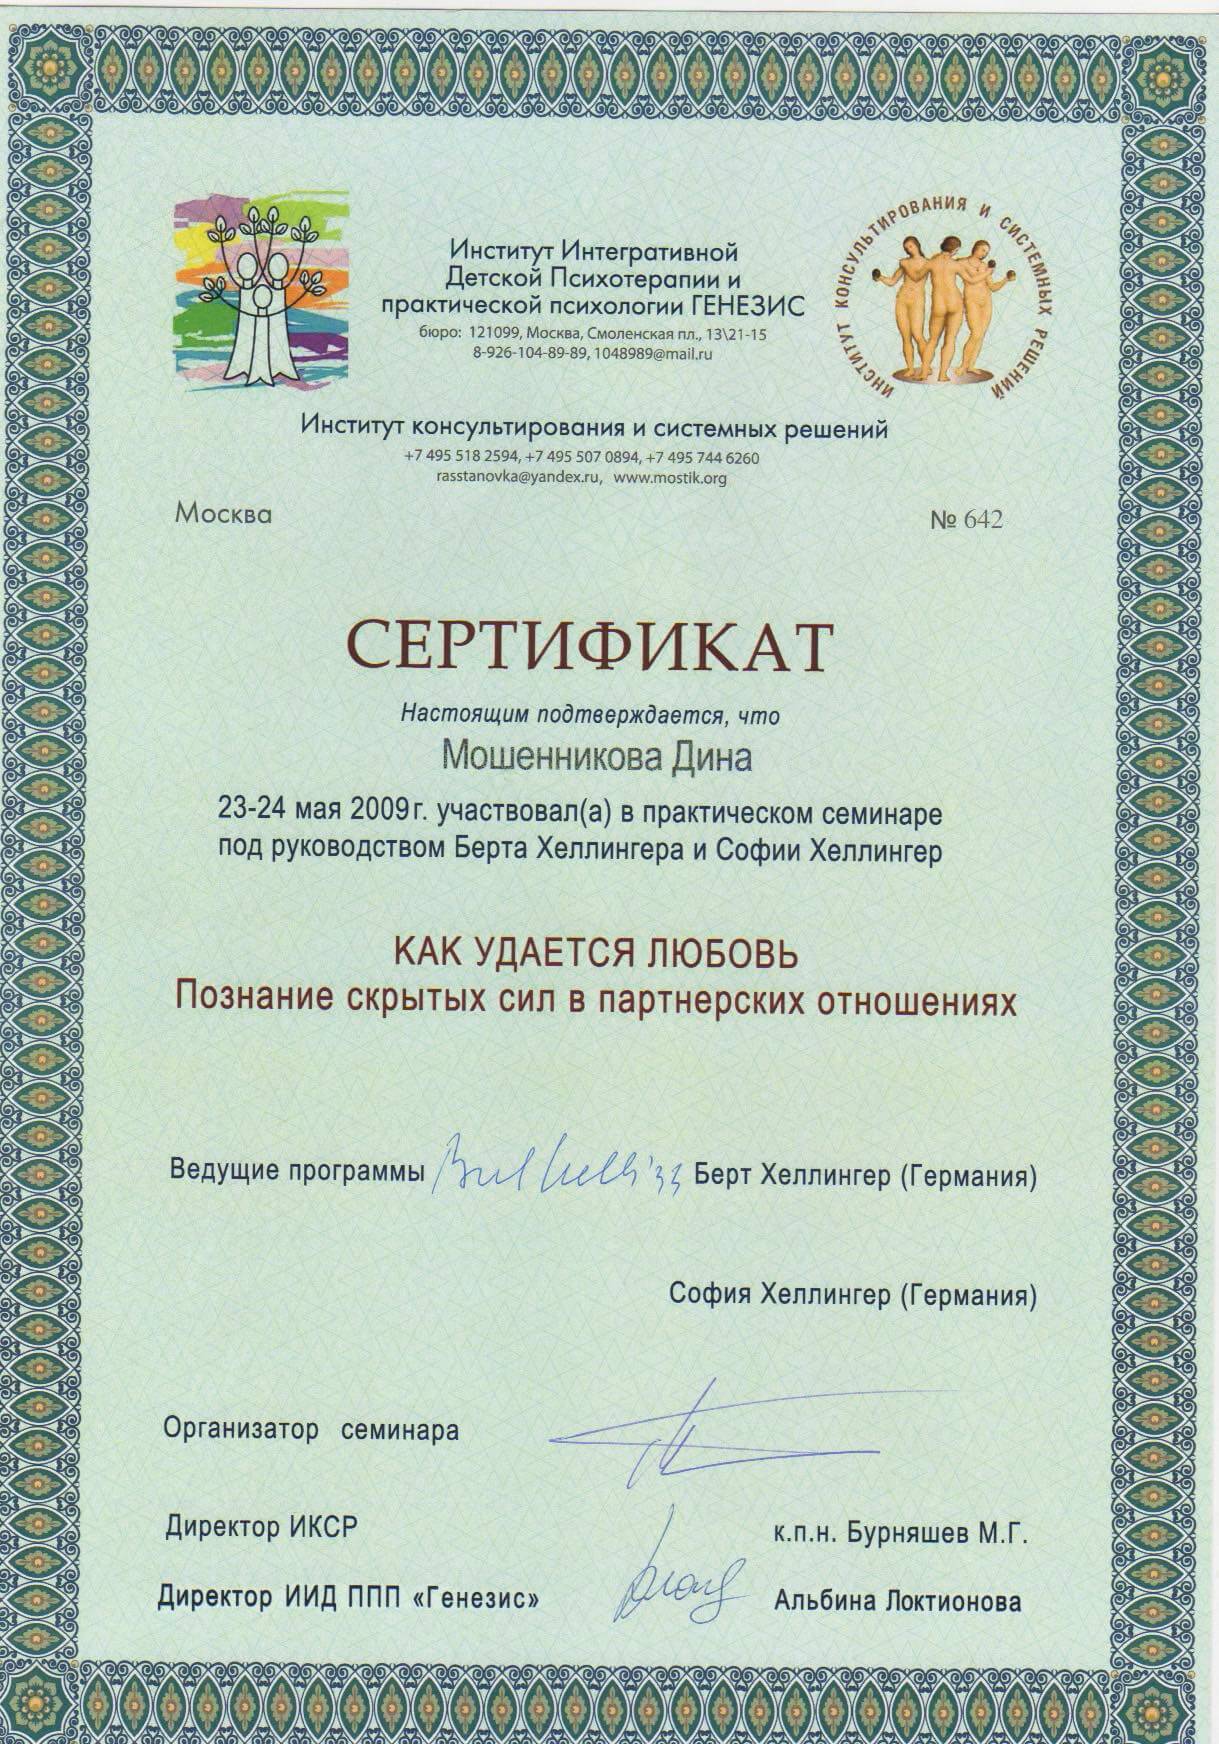 Институт Интегративной
Детской Психотерапии и
практической психологии ГЕНЕЗИС
бюро: 121099, Москва, Смоленская пл., 13\21-15
8-926-104-89-89, 1048989@mail.ru
ИНСТИТУТ КОНСУЛЬТИРОВАНИЯ И СИСТЕМНЫХ РЕШЕНИЙ
Институт консультирования и системных решений
+7 495 518 2594, +7 495 507 0894, +7 495 744 6260
rasstanovka@yandex.ru, www.mostik.org
Москва
№ 642
СЕРТИФИКАТ
Настоящим подтверждается, что
Мошенникова Дина
23-24 мая 2009г. участвовал(а) в практическом семинаре
под руководством Берта Хеллингера и Софии Хеллингер
КАК УДАЕТСЯ ЛЮБОВЬ
Познание скрытых сил в партнерских отношениях
Ведущие программы Берт Хеллингер (Германия)
София Хеллингер (Германия)
Организатор семинара
Директор ИКСР к.п.н. Бурняшев М.Г.
Директор ИИД ППП «Генезис» Альбина Локтионова